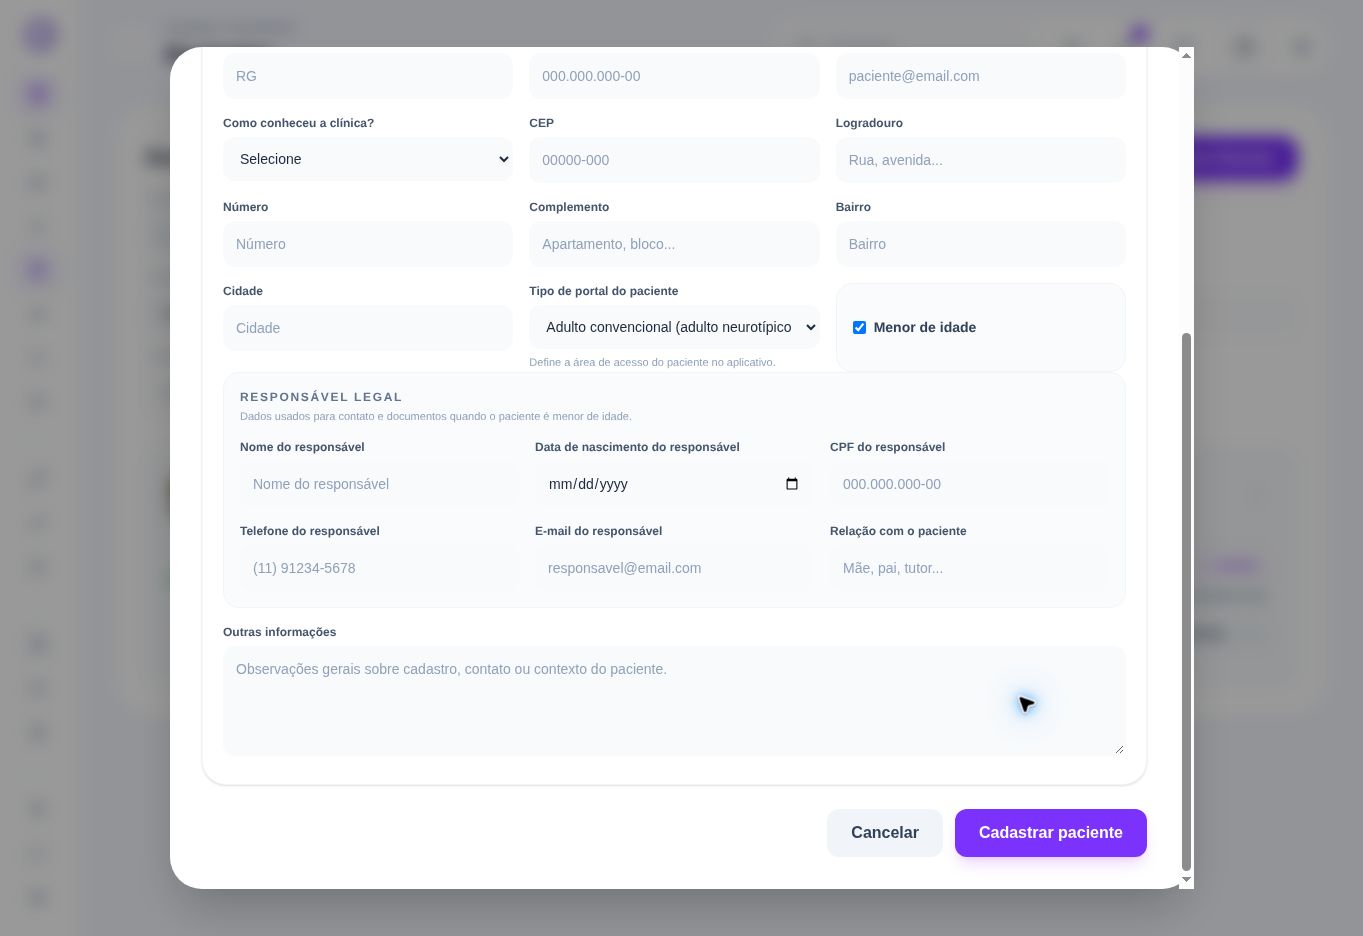 RG
000.000.000-00
paciente@email.com
Como conheceu a clínica?
CEP
Logradouro
Selecione
00000-000
Rua, avenida...
Número
Complemento
Bairro
Número
Apartamento, bloco...
Bairro
Cidade
Tipo de portal do paciente
Cidade
Adulto convencional (adulto neurotípico
Menor de idade
Define a área de acesso do paciente no aplicativo.
RESPONSÁVEL LEGAL
Dados usados para contato e documentos quando o paciente é menor de idade.
Nome do responsável
Data de nascimento do responsável
CPF do responsável
Nome do responsável
mm/dd/yyyy
000.000.000-00
Telefone do responsável
E-mail do responsável
Relação com o paciente
(11) 91234-5678
responsavel@email.com
Mãe, pai, tutor...
Outras informações
Observações gerais sobre cadastro, contato ou contexto do paciente.
Cancelar
Cadastrar paciente